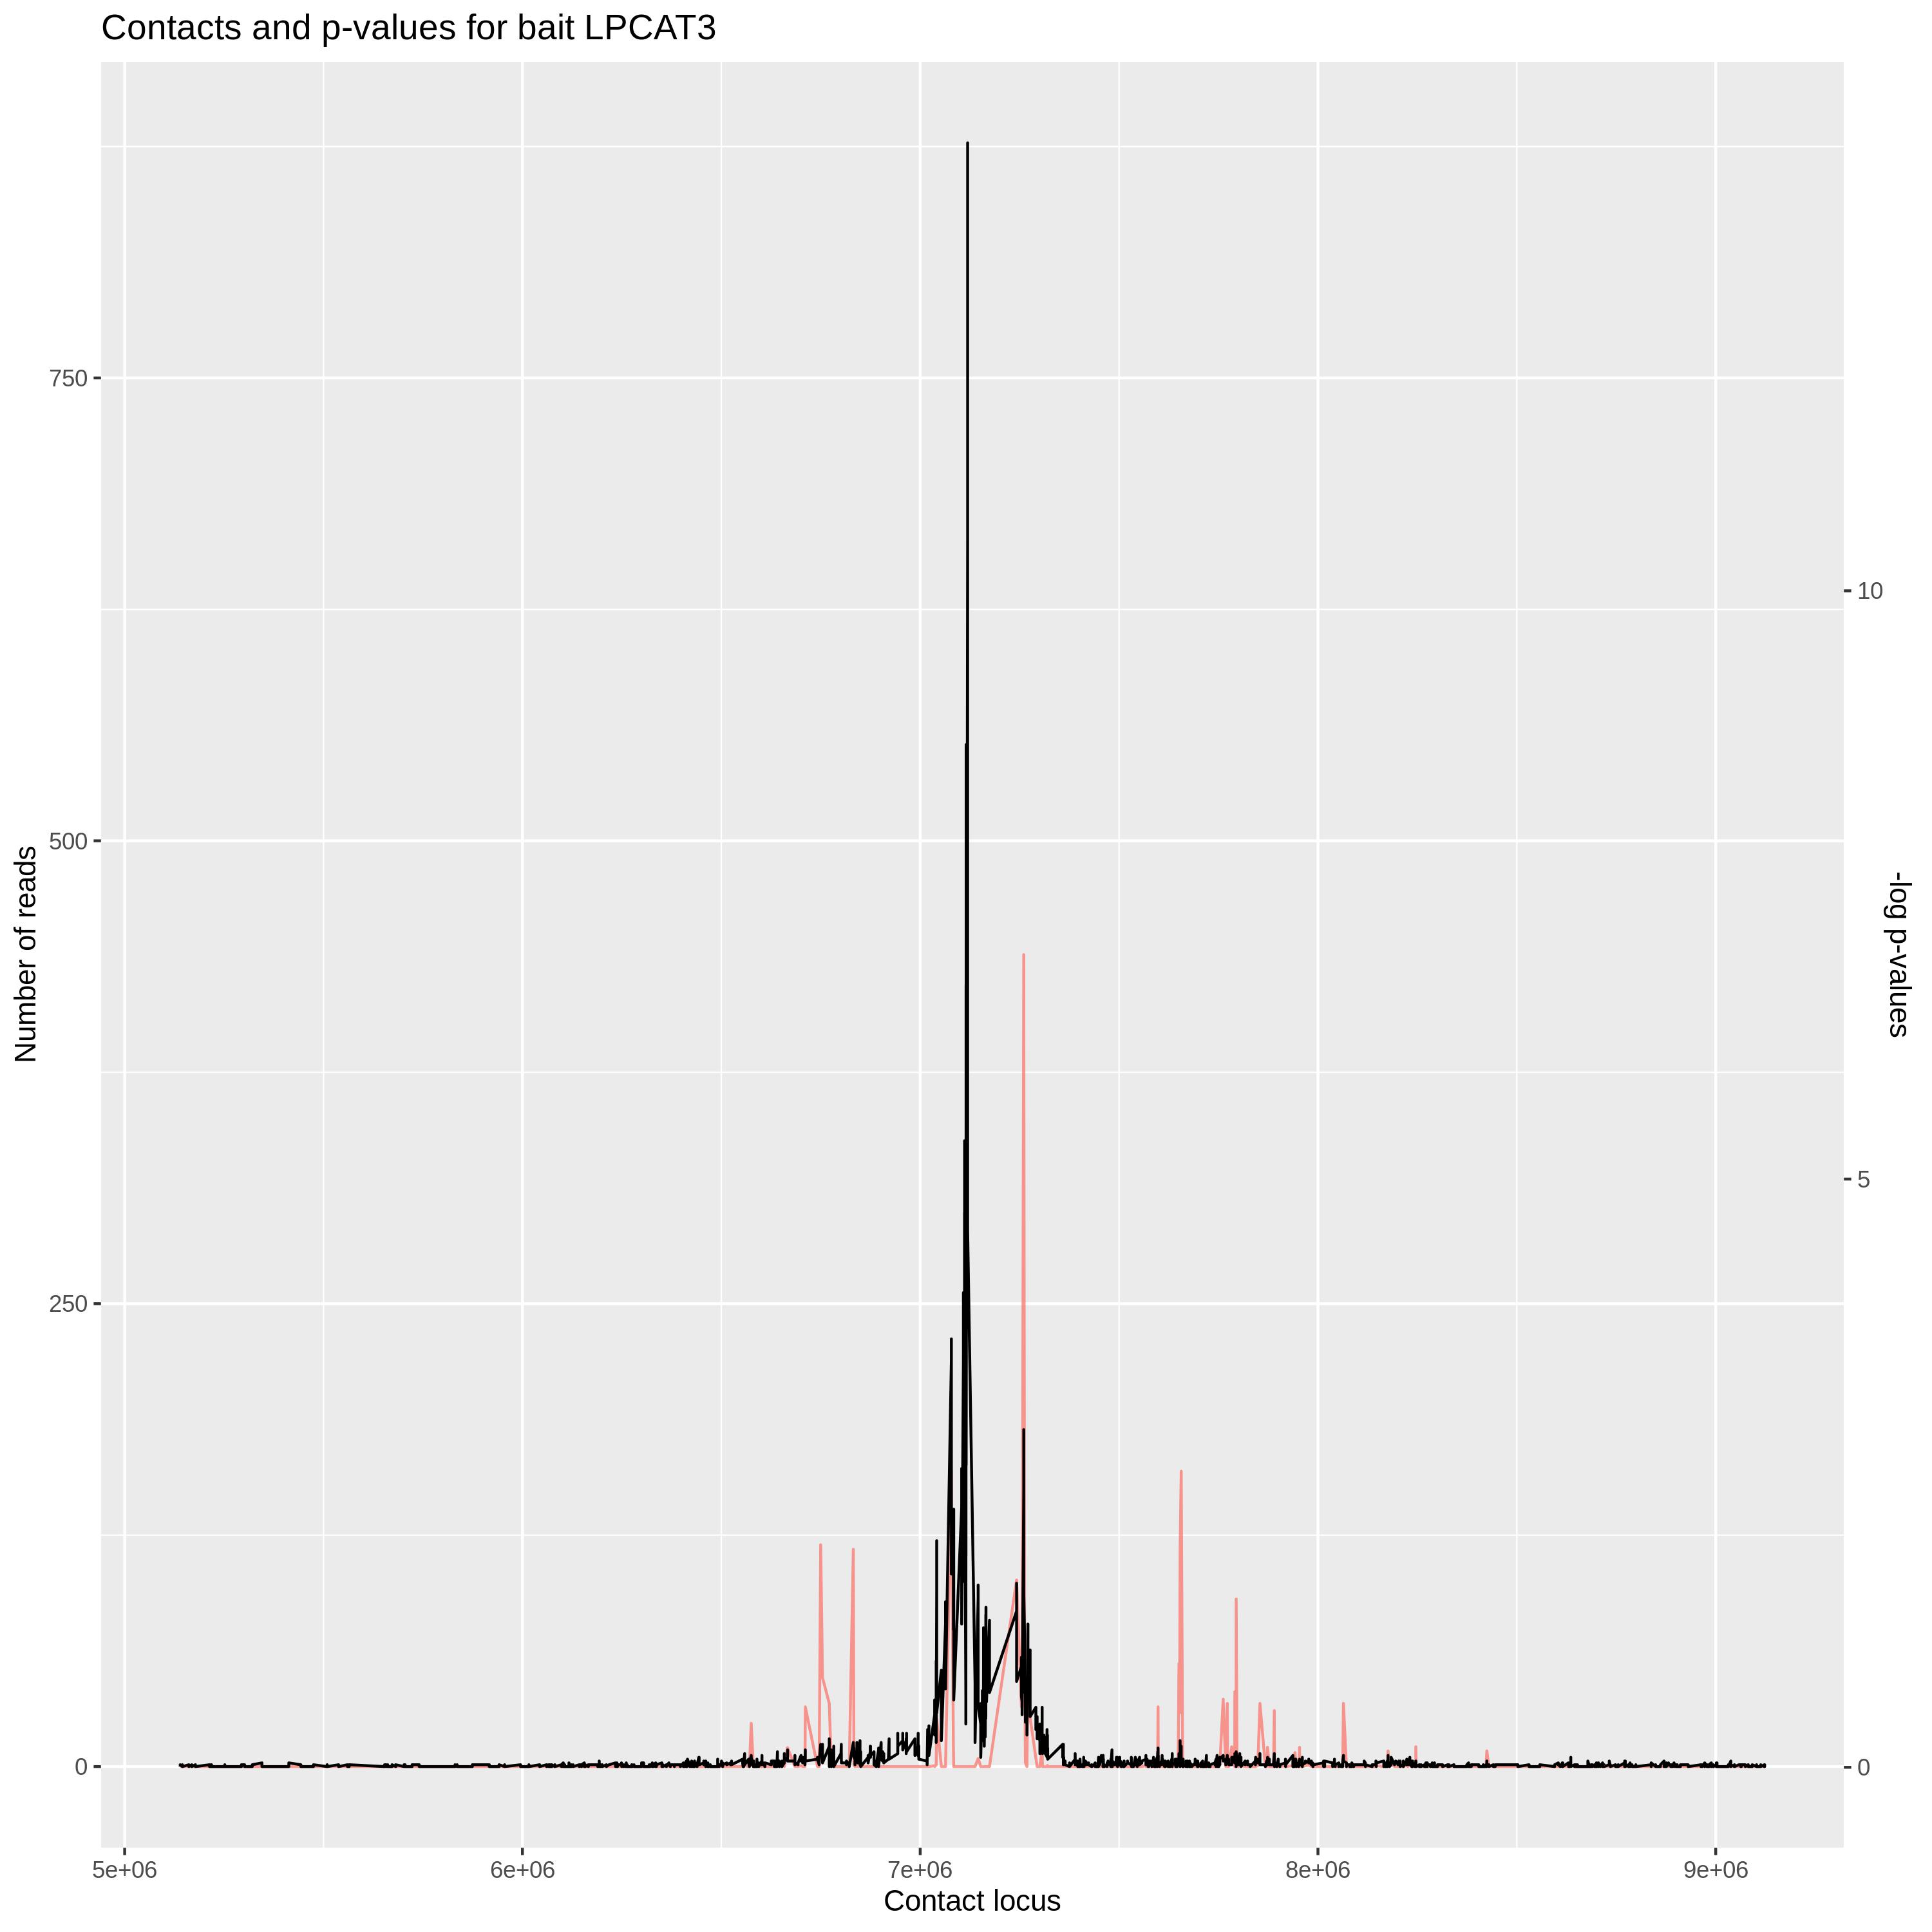 Contacts and p-values for bait LPCAT3
Number of reads
750
500
250
0
10
5
0
-log p-values
5e+06
6e+06
7e+06
8e+06
9e+06
Contact locus